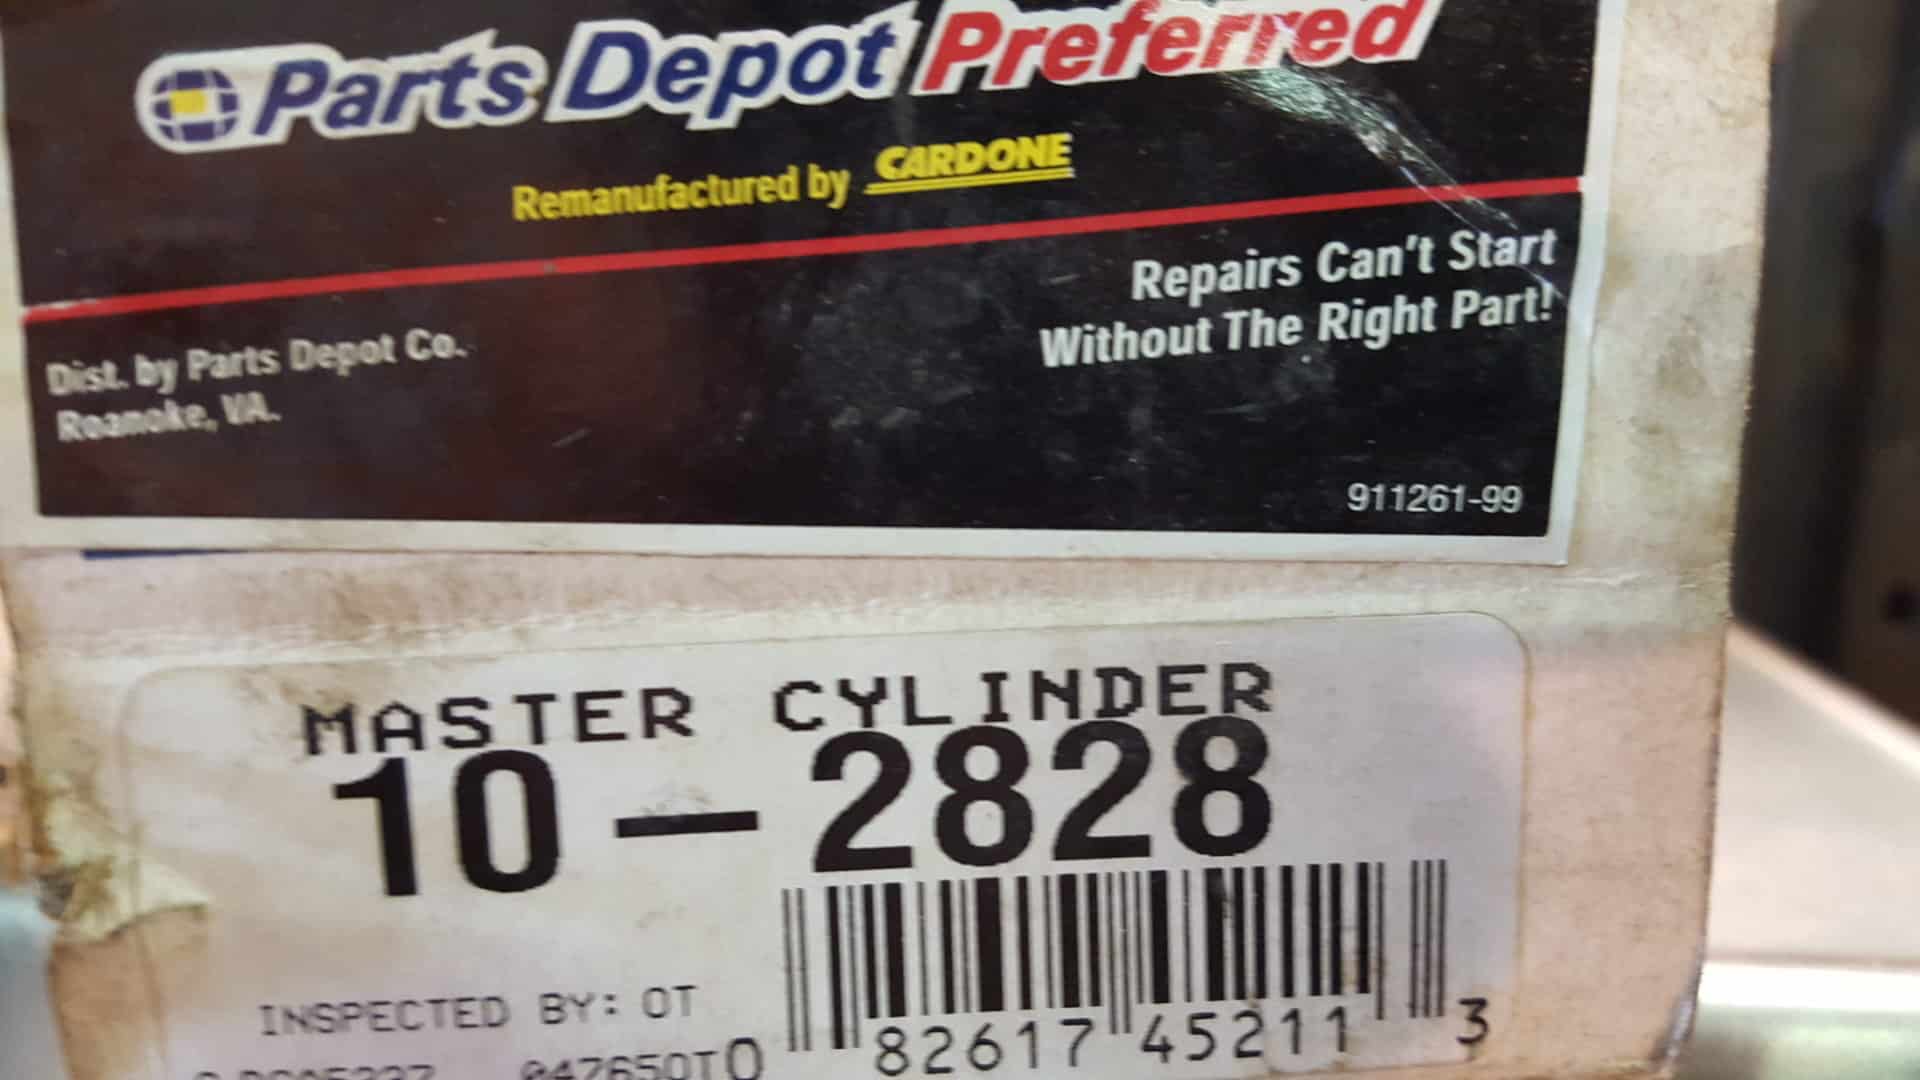 Parts Depot Preferred
Remanufactured by CARDONE
Repairs Can't Start
Without The Right Part!
Dist. by Parts Depot Co.
Roanoke, VA.
911261-99
MASTER CYLINDER
10-2828
INSPECTED BY: OT
047650T
0 82617 45211 3